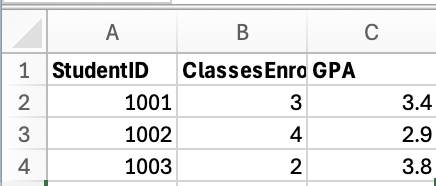 A B C
1 StudentID ClassesEnro GPA
2 1001 3 3.4
3 1002 4 2.9
4 1003 2 3.8